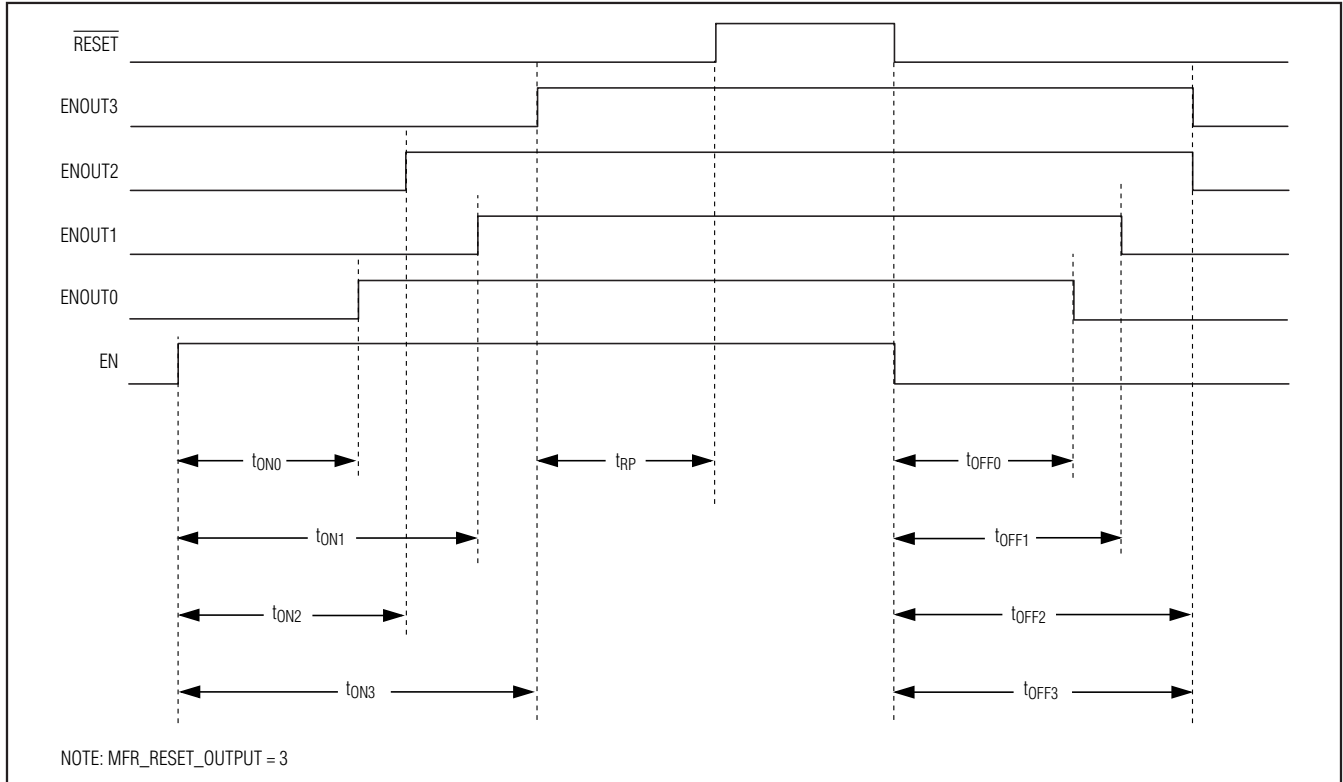 RESET
ENOUT3
ENOUT2
ENOUT1
ENOUT0
EN
tON0
tRP
tOFF0
tON1
tOFF1
tON2
tOFF2
tON3
tOFF3
NOTE: MFR_RESET_OUTPUT = 3